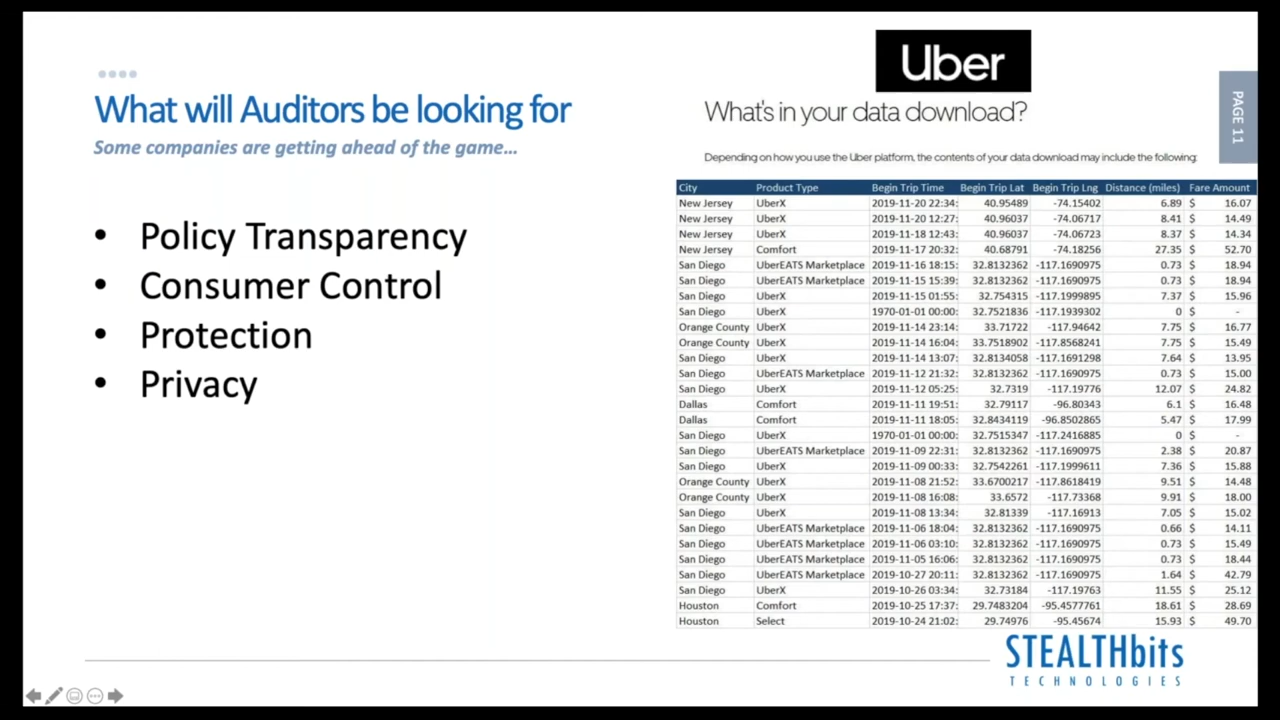 What will Auditors be looking for
Some companies are getting ahead of the game...
• Policy Transparency
• Consumer Control
• Protection
• Privacy
Uber
What's in your data download?
Depending on how you use the Uber platform, the contents of your data download may include the following:
PAGE 11
City Product Type Begin Trip Time Begin Trip Lat Begin Trip Lng Distance (miles) Fare Amount
New Jersey UberX 2019-11-20 22:34: 40.95489 -74.15402 6.89 $ 16.07
New Jersey UberX 2019-11-20 12:27: 40.96037 -74.06717 8.41 $ 14.49
New Jersey UberX 2019-11-18 12:43: 40.96037 -74.06723 8.37 $ 14.34
New Jersey Comfort 2019-11-17 20:32: 40.68791 -74.18256 27.35 $ 52.70
San Diego UberEATS Marketplace 2019-11-16 18:15: 32.8132362 -117.1690975 0.73 $ 18.94
San Diego UberEATS Marketplace 2019-11-15 15:39: 32.8132362 -117.1690975 0.73 $ 18.94
San Diego UberX 2019-11-15 01:55: 32.754315 -117.1999895 7.37 $ 15.96
San Diego UberX 1970-01-01 00:00: 32.7521836 -117.1939302 0 $ -
Orange County UberX 2019-11-14 23:14: 33.71722 -117.94642 7.75 $ 16.77
Orange County UberX 2019-11-14 16:04: 33.7518902 -117.8568241 7.75 $ 15.49
San Diego UberX 2019-11-14 13:07: 32.8134058 -117.1691298 7.64 $ 13.95
San Diego UberEATS Marketplace 2019-11-12 21:32: 32.8132362 -117.1690975 0.73 $ 15.00
San Diego UberX 2019-11-12 05:25: 32.7319 -117.19776 12.07 $ 24.82
Dallas Comfort 2019-11-11 19:51: 32.79117 -96.80343 6.1 $ 16.48
Dallas Comfort 2019-11-11 18:05: 32.8434119 -96.8502865 5.47 $ 17.99
San Diego UberX 1970-01-01 00:00: 32.7515347 -117.2416885 0 $ -
San Diego UberEATS Marketplace 2019-11-09 22:31: 32.8132362 -117.1690975 2.38 $ 20.87
San Diego UberX 2019-11-09 00:33: 32.7542261 -117.1999611 7.36 $ 15.88
Orange County UberX 2019-11-08 21:52: 33.6700217 -117.8618419 9.51 $ 14.48
Orange County UberX 2019-11-08 16:08: 33.6572 -117.73368 9.91 $ 18.00
San Diego UberX 2019-11-08 13:34: 32.81339 -117.16913 7.05 $ 15.02
San Diego UberEATS Marketplace 2019-11-06 18:04: 32.8132362 -117.1690975 0.66 $ 14.11
San Diego UberEATS Marketplace 2019-11-06 03:10: 32.8132362 -117.1690975 0.73 $ 15.49
San Diego UberEATS Marketplace 2019-11-05 16:06: 32.8132362 -117.1690975 0.73 $ 18.44
San Diego UberEATS Marketplace 2019-10-27 20:11: 32.8132362 -117.1690975 1.64 $ 42.79
San Diego UberX 2019-10-26 03:34: 32.73184 -117.19763 11.55 $ 25.12
Houston Comfort 2019-10-25 17:37: 29.7483204 -95.4577761 18.61 $ 28.69
Houston Select 2019-10-24 21:02: 29.74976 -95.45674 15.93 $ 49.70
STEALTHbits
TECHNOLOGIES